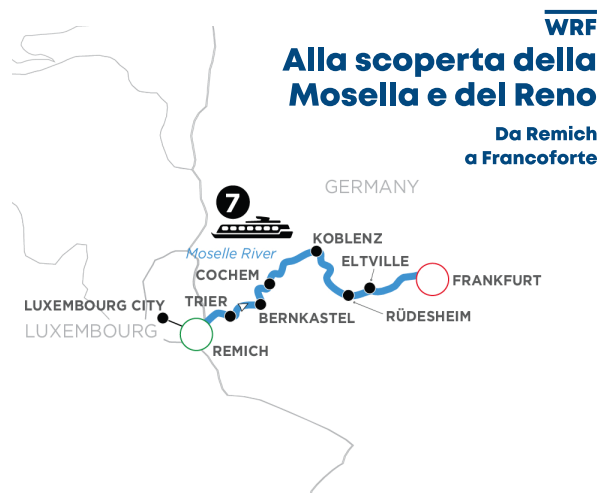 WRF
Alla scoperta della
Mosella e del Reno
Da Remich
a Francoforte
GERMANY
7
Moselle River
KOBLENZ
ELTVILLE
COCHEM
FRANKFURT
LUXEMBOURG CITY
TRIER
BERNKASTEL
RÜDESHEIM
LUXEMBOURG
REMICH